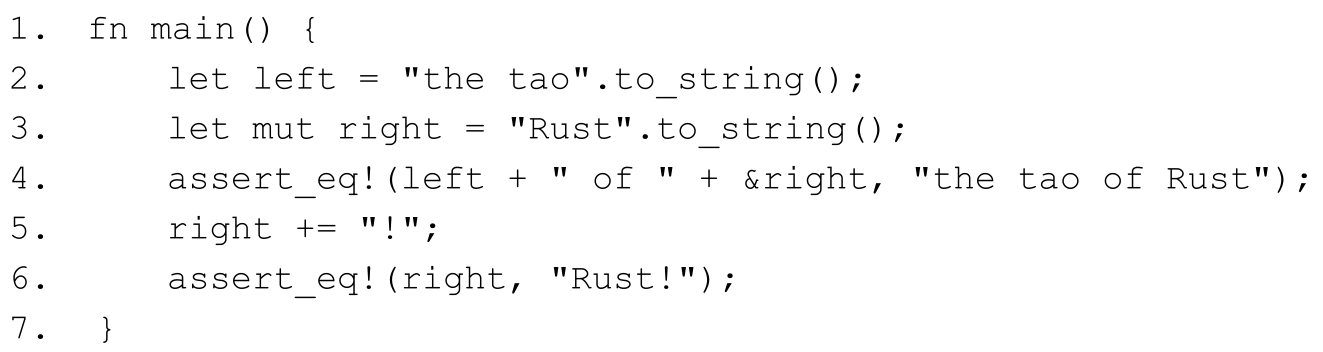 1. fn main() {
2.     let left = "the tao".to_string();
3.     let mut right = "Rust".to_string();
4.     assert_eq!(left + " of " + &right, "the tao of Rust");
5.     right += "!";
6.     assert_eq!(right, "Rust!");
7. }